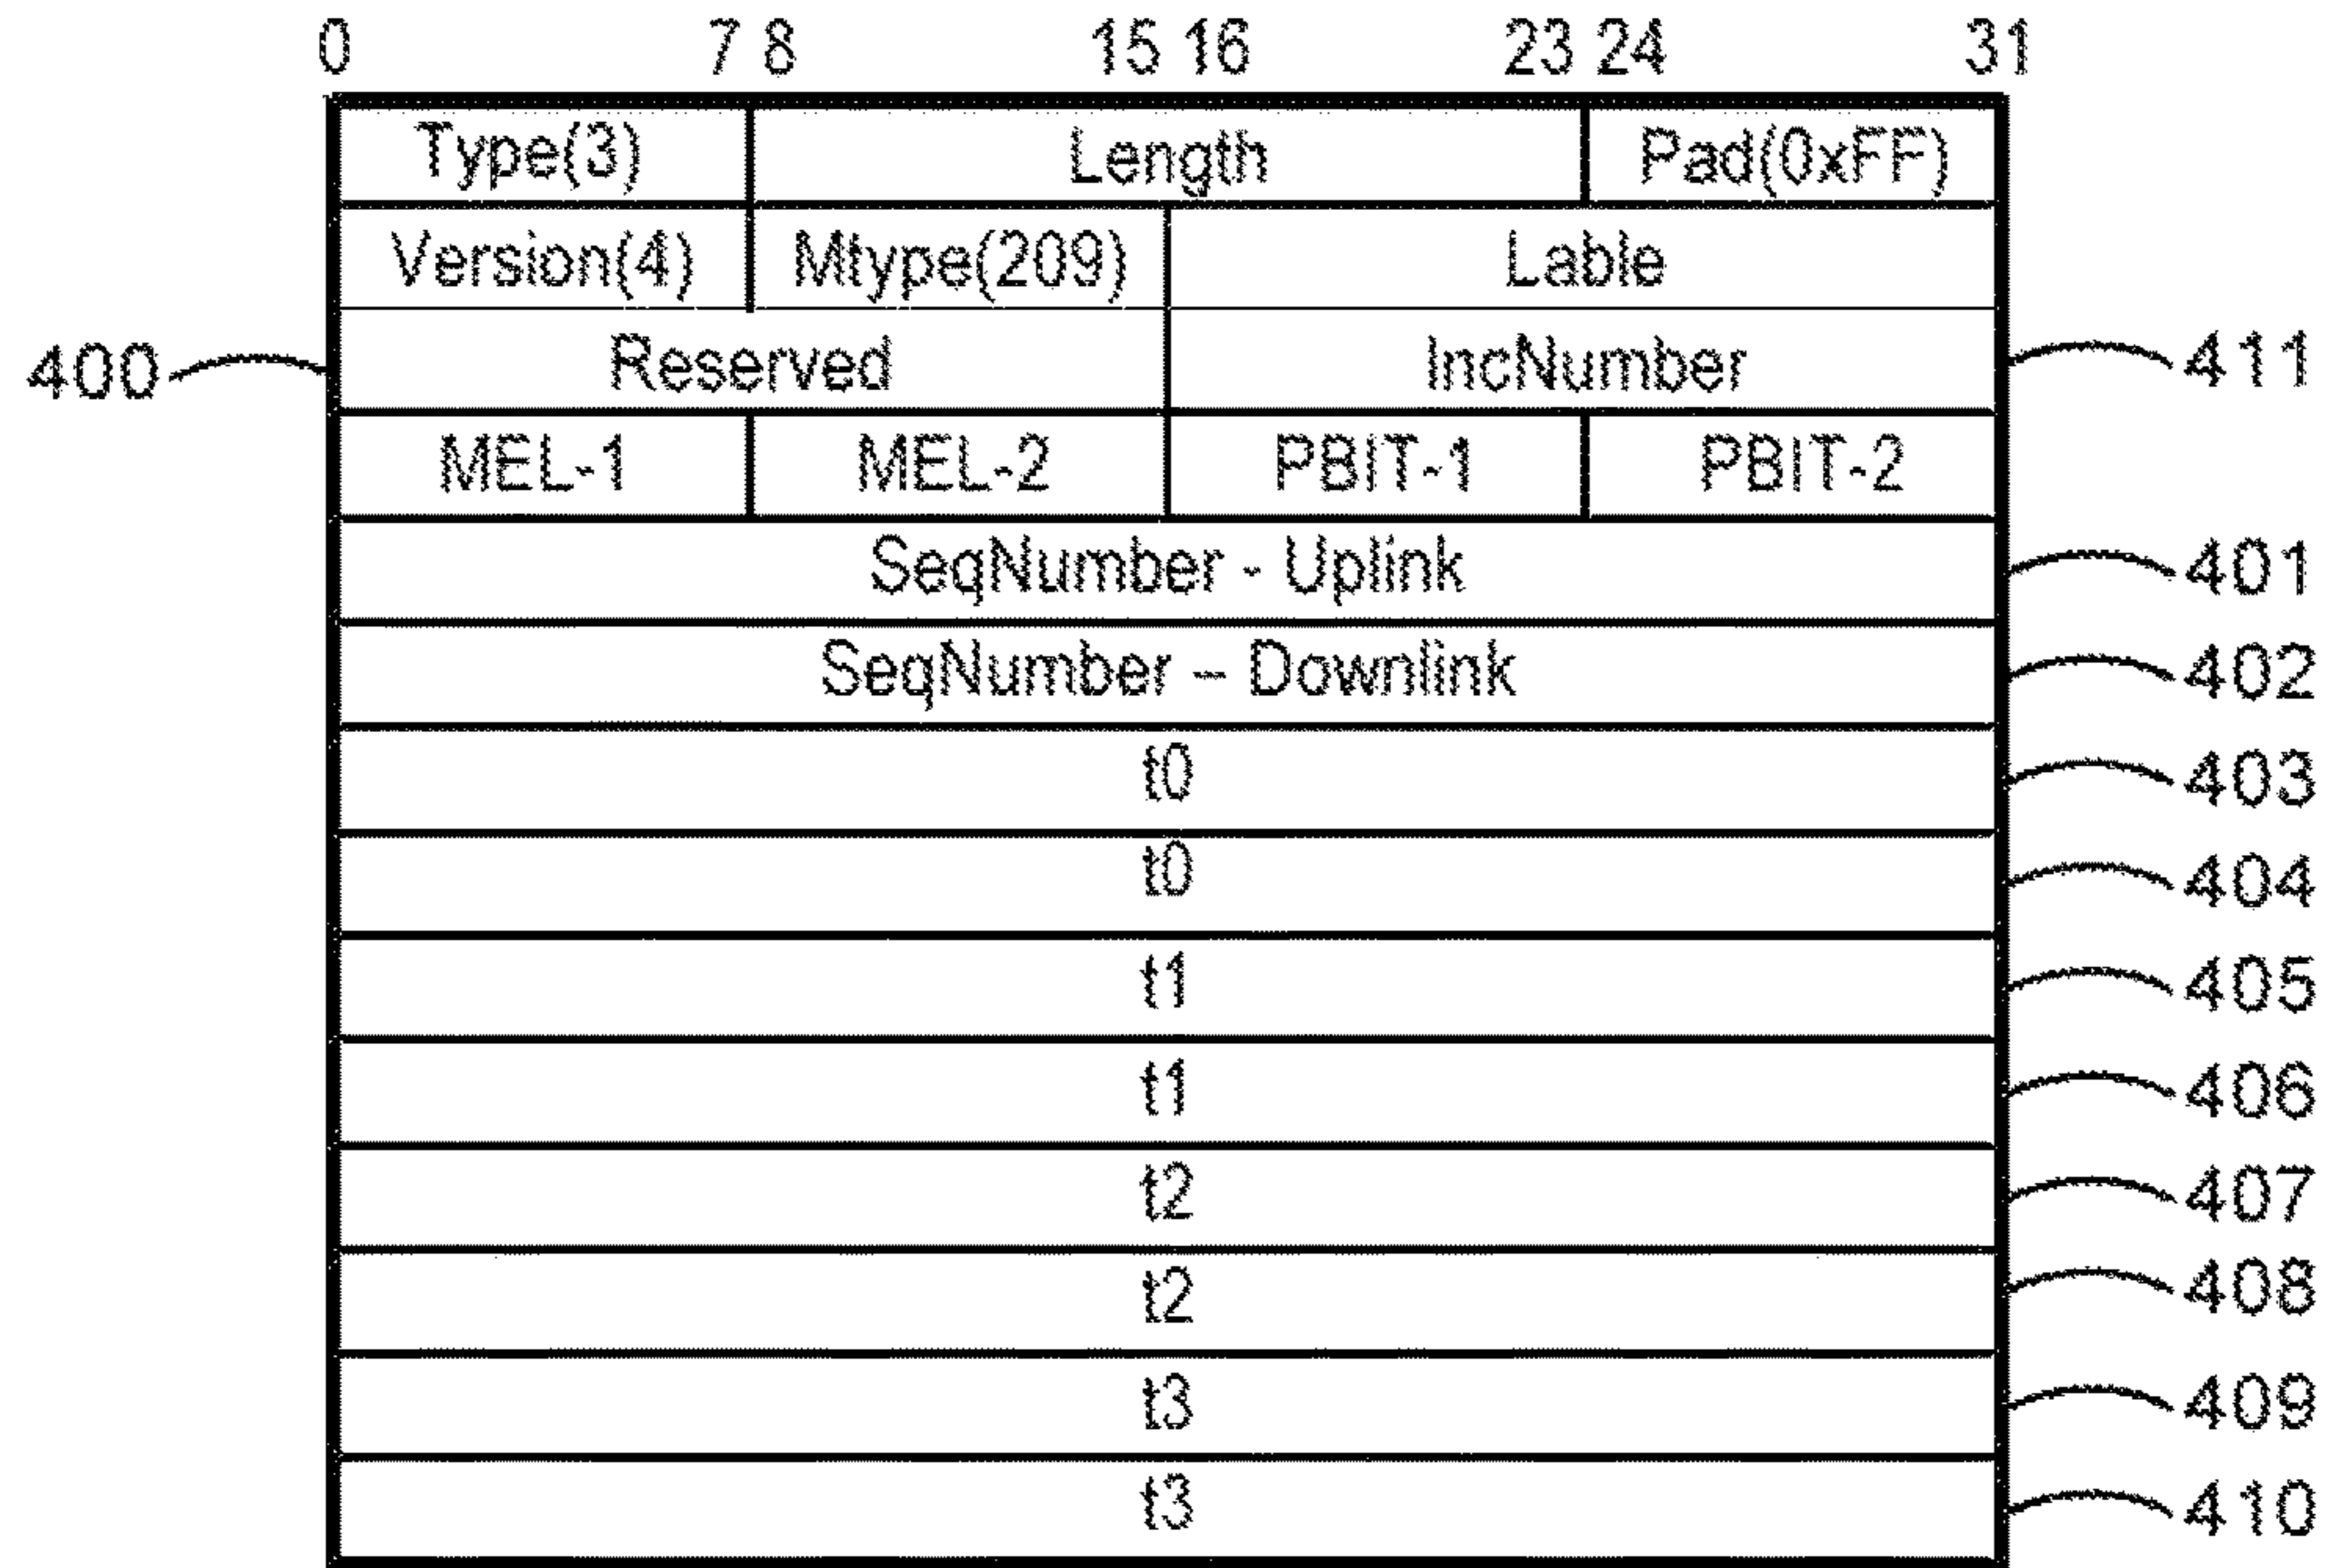 0 7 8 15 16 23 24 31
Type(3) Length Pad(0xFF)
Version(4) Mtype(209) Lable
400 Reserved IncNumber 411
MEL-1 MEL-2 PBIT-1 PBIT-2
SeqNumber - Uplink 401
SeqNumber – Downlink 402
t0 403
t0 404
t1 405
t1 406
t2 407
t2 408
t3 409
t3 410